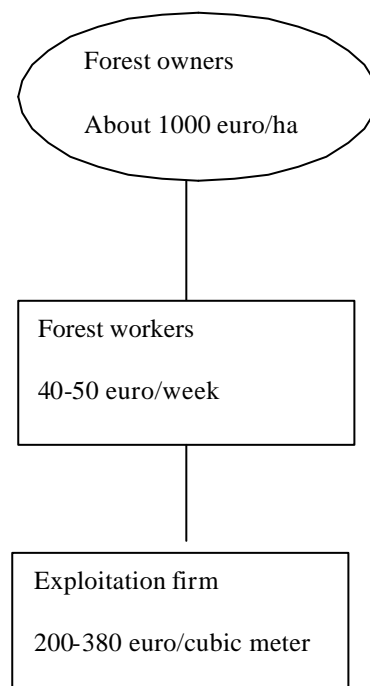 Forest owners
About 1000 euro/ha
Forest workers
40-50 euro/week
Exploitation firm
200-380 euro/cubic meter